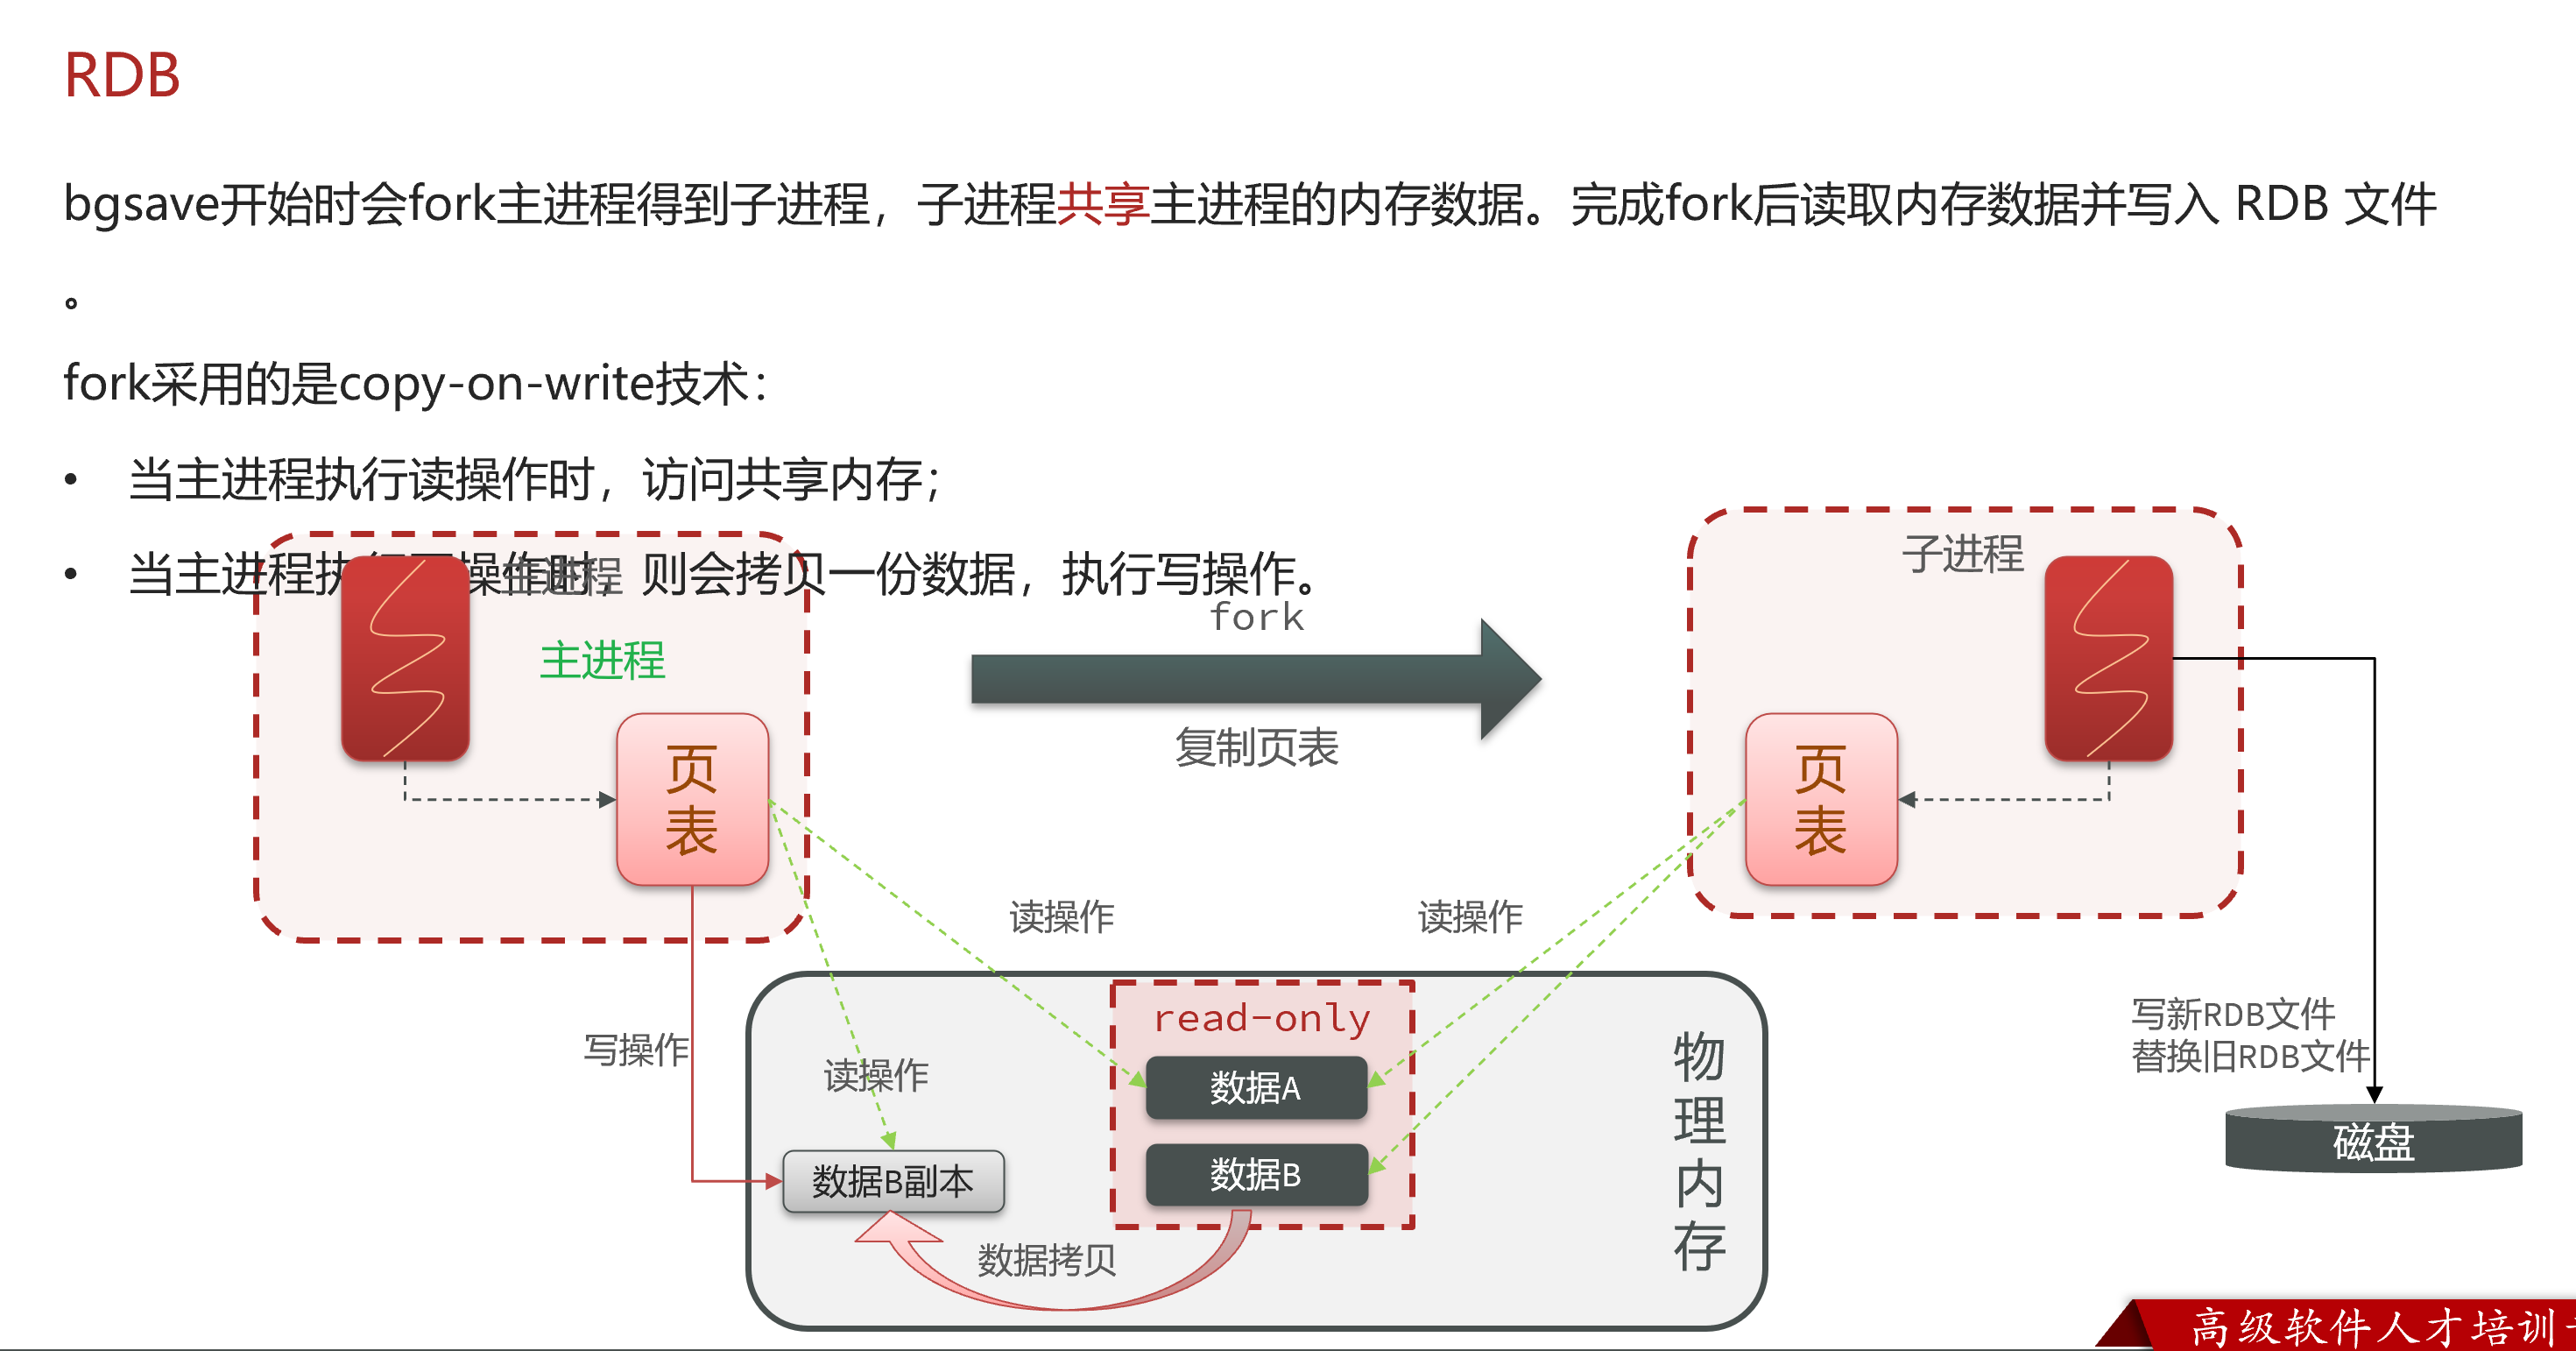 RDB
bgsave开始时会fork主进程得到子进程，子进程共享主进程的内存数据。完成fork后读取内存数据并写入 RDB 文件
。
fork采用的是copy-on-write技术：
• 当主进程执行读操作时，访问共享内存；
• 当主进程执 操作时，则会拷贝一份数据，执行写操作。
主进程
子进程
主进程
fork
复制页表
页表
页表
读操作
读操作
read-only
写操作
读操作
数据A
数据B
数据B副本
数据拷贝
物理内存
写新RDB文件
替换旧RDB文件
磁盘
高级软件人才培训